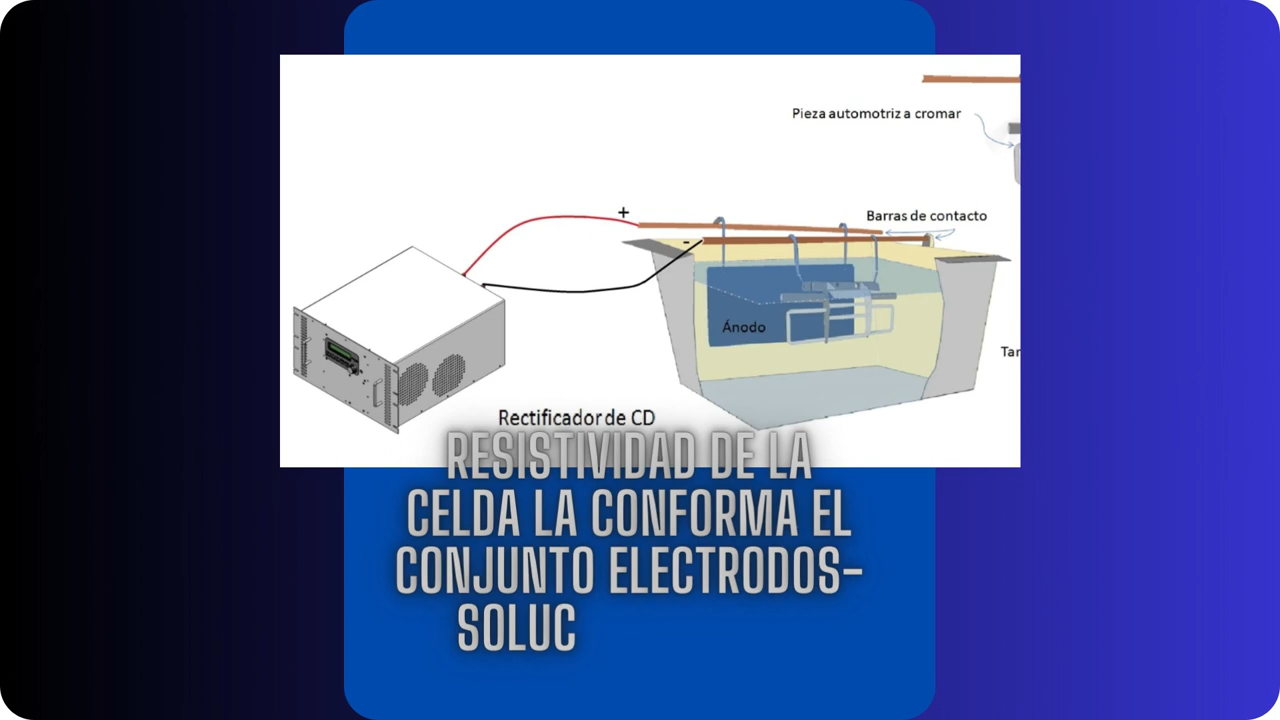 Pieza automotriz a cromar
+
Barras de contacto
-
Ánodo
Rectificador de CD
RESISTIVIDAD DE LA
CELDA LA CONFORMA EL
CONJUNTO ELECTRODOS-
SOLUC